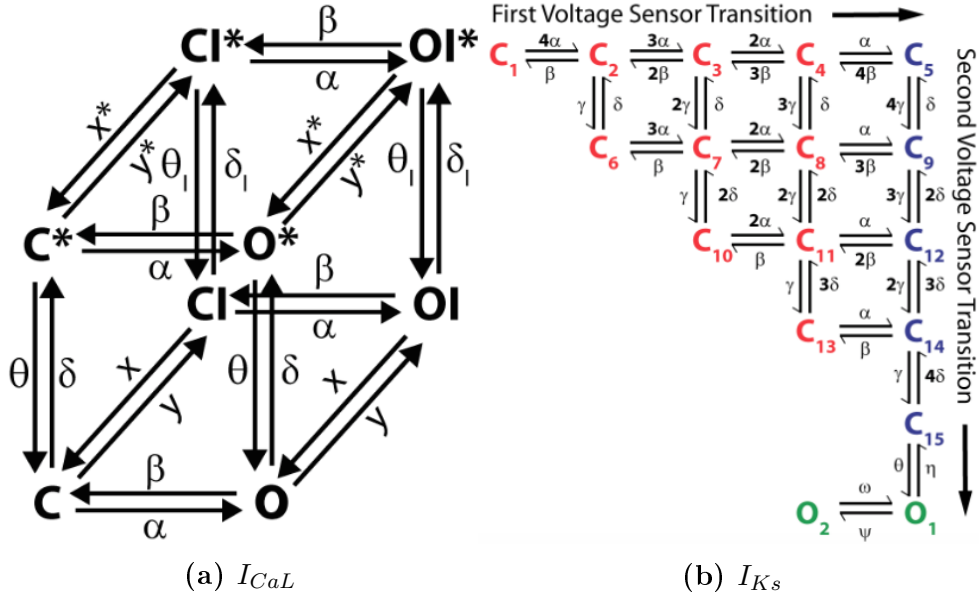 CI* β OI*
α
x* y* θI δI x* y* θI δI
C* β O*
α
CI β OI
α
θ δ x y θ δ x y
C β O
α
(a) ICaL
First Voltage Sensor Transition
C1 4α β C2 3α 2β C3 2α 3β C4 α 4β C5
γ δ 2γ δ 3γ δ 4γ δ
C6 3α β C7 2α 2β C8 α 3β C9
γ 2δ 2γ 2δ 3γ 2δ
C10 2α β C11 α 2β C12
γ 3δ 2γ 3δ
C13 α β C14
γ 4δ
C15
θ η
O2 ω ψ O1
Second Voltage Sensor Transition
(b) IKs